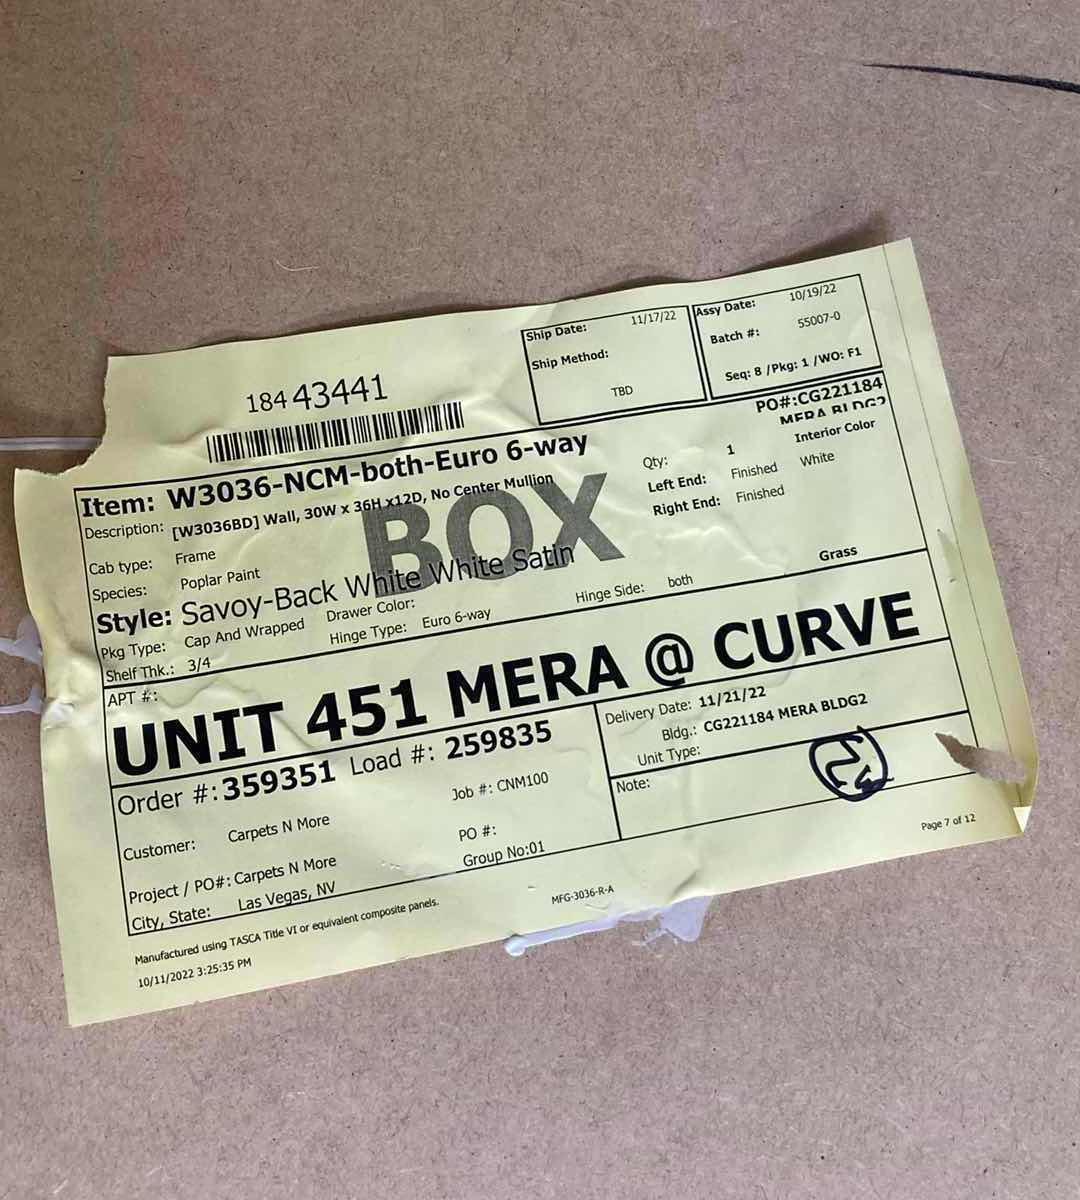 Ship Date: 11/17/22
Ship Method:
TBD
Assy Date: 10/19/22
Batch #: 55007-0
Seq: 8 /Pkg: 1 /WO: F1
18443441
PO#:CG221184
MERA BLDG2
Item: W3036-NCM-both-Euro 6-way
Description: [W3036BD] Wall, 30W x 36H x12D, No Center Mullion
BOX
Qty: 1
Interior Color
Left End: Finished White
Right End: Finished
Cab type: Frame
Species: Poplar Paint
Style: Savoy-Back White White Satin
Grass
Pkg Type: Cap And Wrapped Drawer Color:
Shelf Thk.: 3/4 Hinge Type: Euro 6-way Hinge Side: both
APT #:
UNIT 451 MERA @ CURVE
Order #:359351 Load #: 259835
Delivery Date: 11/21/22
Bldg.: CG221184 MERA BLDG2
Unit Type:
Note:
Job #: CNM100
Customer: Carpets N More
PO #:
Project / PO#: Carpets N More
Group No:01
City, State: Las Vegas, NV
Page 7 of 12
Manufactured using TASCA Title VI or equivalent composite panels.
MFG-3036-R-A
10/11/2022 3:25:35 PM